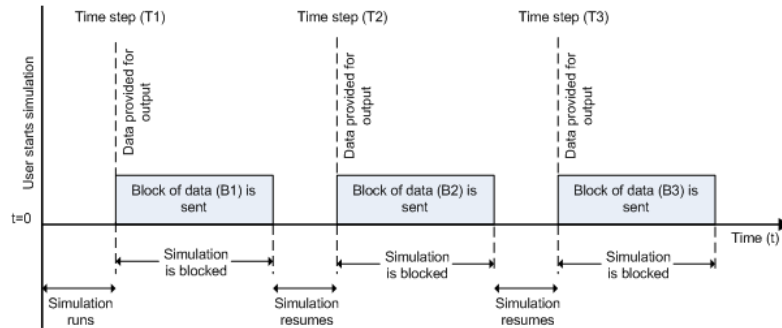 Time step (T1)
Time step (T2)
Time step (T3)
User starts simulation
Data provided for
output
Data provided for
output
Data provided for
output
Block of data (B1) is
sent
Block of data (B2) is
sent
Block of data (B3) is
sent
t=0
Time (t)
Simulation
is blocked
Simulation
is blocked
Simulation
is blocked
Simulation
runs
Simulation
resumes
Simulation
resumes